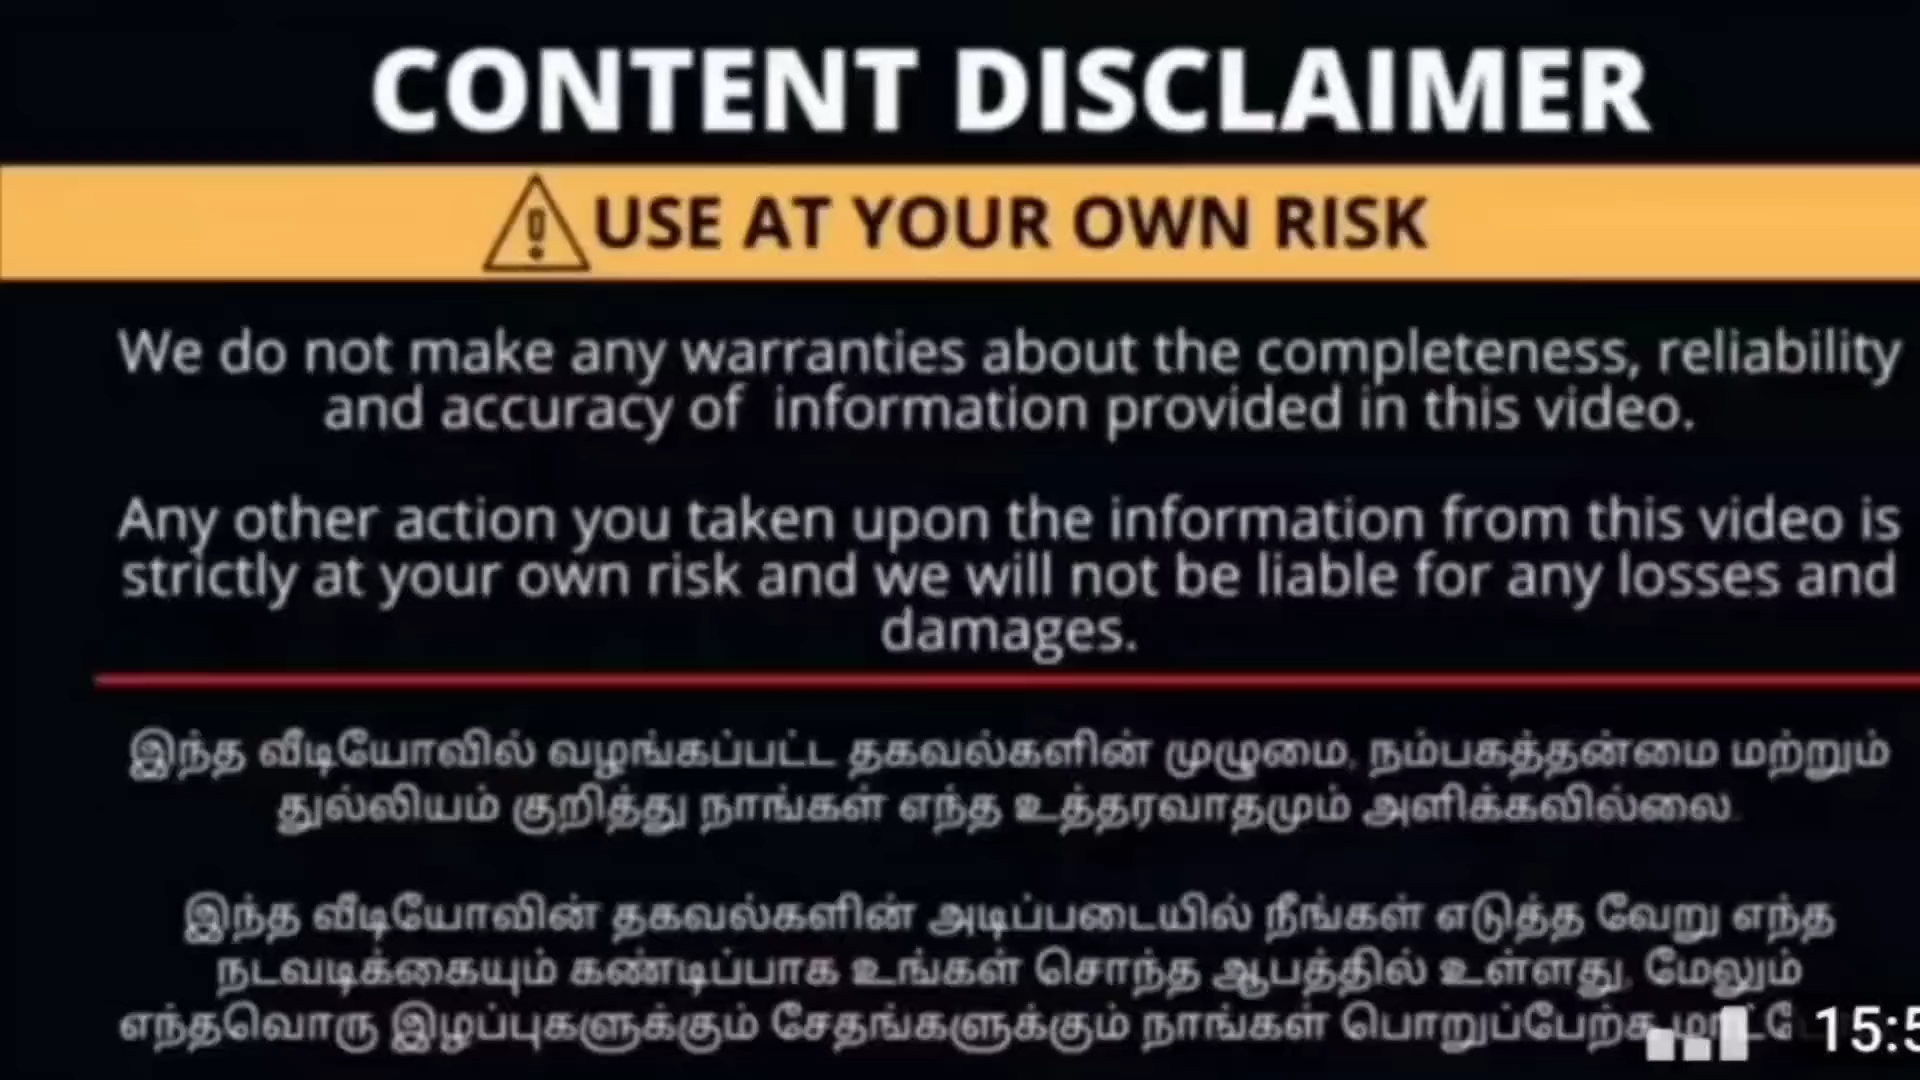 CONTENT DISCLAIMER
USE AT YOUR OWN RISK
We do not make any warranties about the completeness, reliability
and accuracy of information provided in this video.
Any other action you taken upon the information from this video is
strictly at your own risk and we will not be liable for any losses and
damages.
இந்த வீடியோவில் வழங்கப்பட்ட தகவல்களின் முழுமை, நம்பகத்தன்மை மற்றும்
துல்லியம் குறித்து நாங்கள் எந்த உத்தரவாதமும் அளிக்கவில்லை.
இந்த வீடியோவின் தகவல்களின் அடிப்படையில் நீங்கள் எடுத்த வேறு எந்த
நடவடிக்கையும் கண்டிப்பாக உங்கள் சொந்த ஆபத்தில் உள்ளது, மேலும்
எந்தவொரு இழப்புகளுக்கும் சேதங்களுக்கும் நாங்கள்
15:5